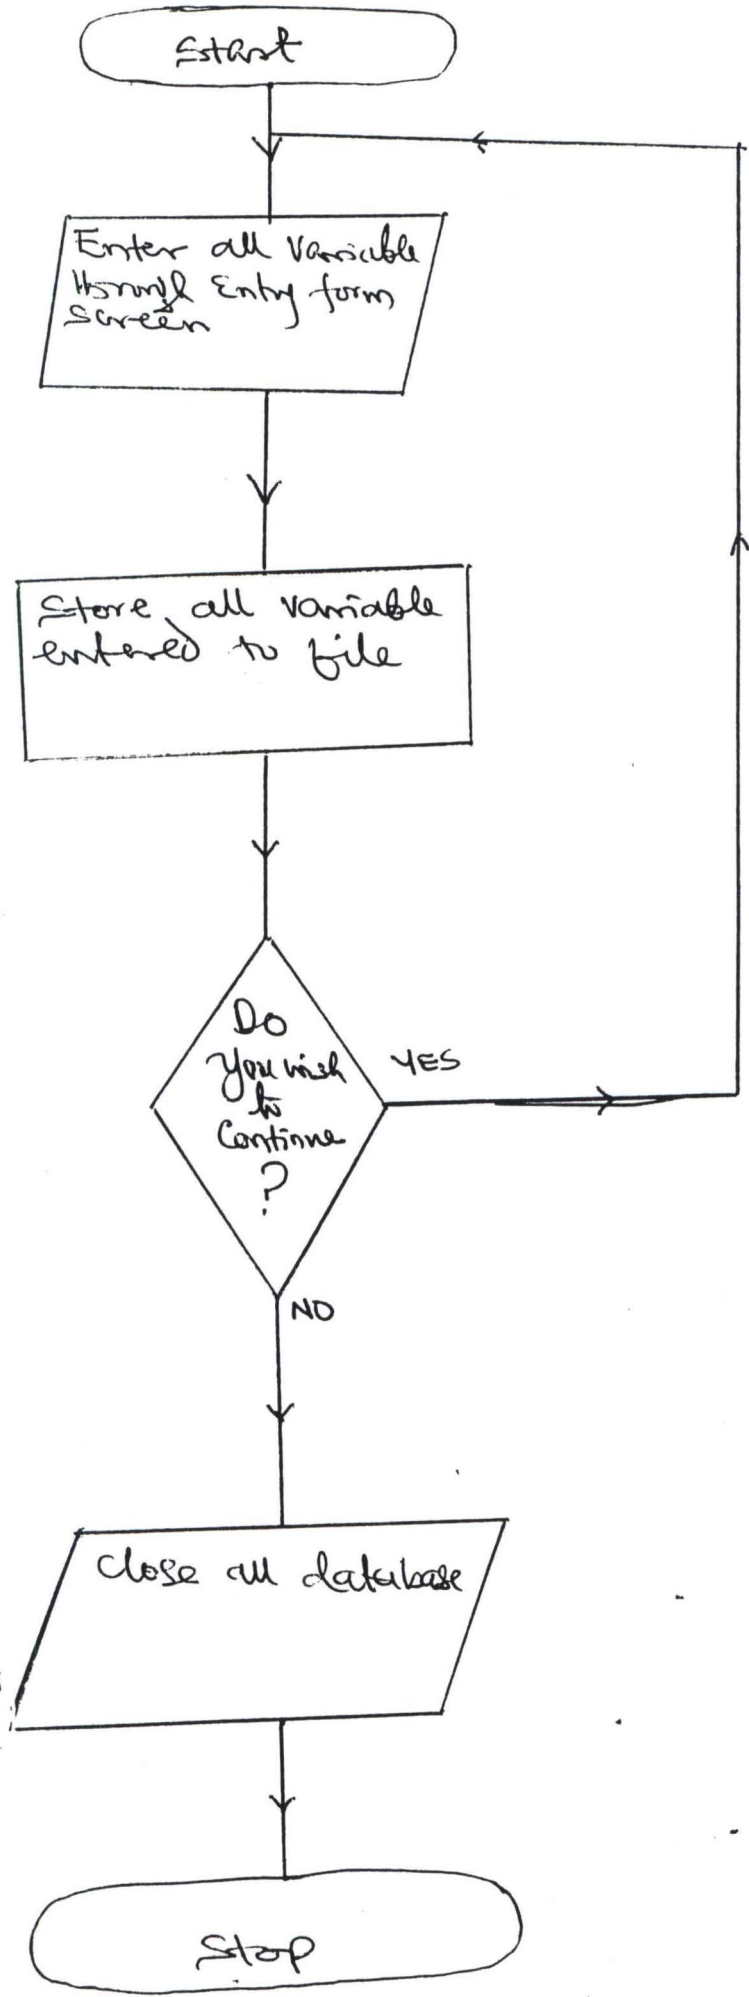 Start
Enter all variable
through Entry form
screen
Store all variable
entered to file
Do
You wish
to
Continue
?
YES
NO
Close all database
Stop